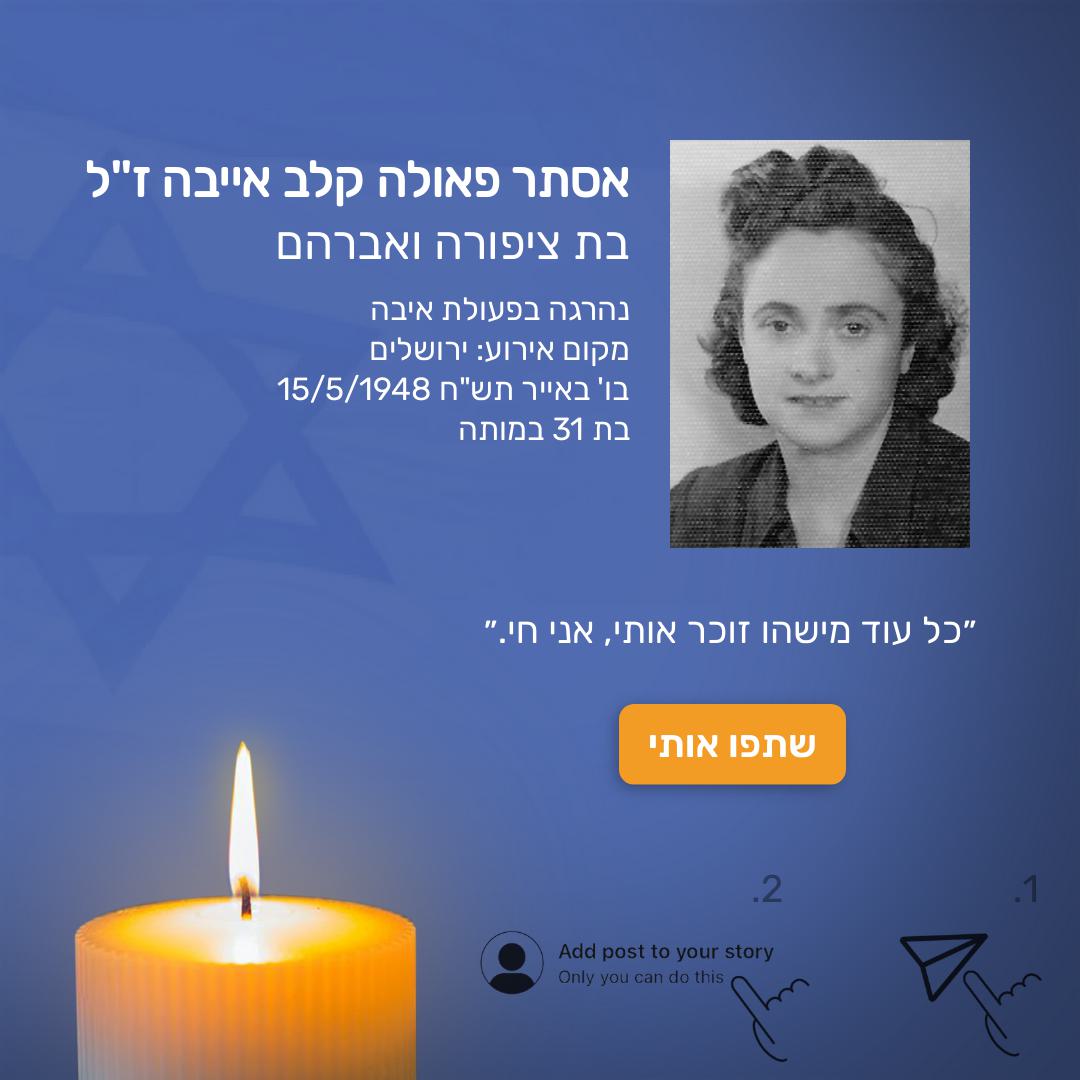 אסתר פאולה קלב אייבה ז"ל
בת ציפורה ואברהם
נהרגה בפעולת איבה
מקום אירוע: ירושלים
בו' באייר תש"ח 15/5/1948
בת 31 במותה
״כל עוד מישהו זוכר אותי, אני חי.״
שתפו אותי
1.
2.
Add post to your story
Only you can do this